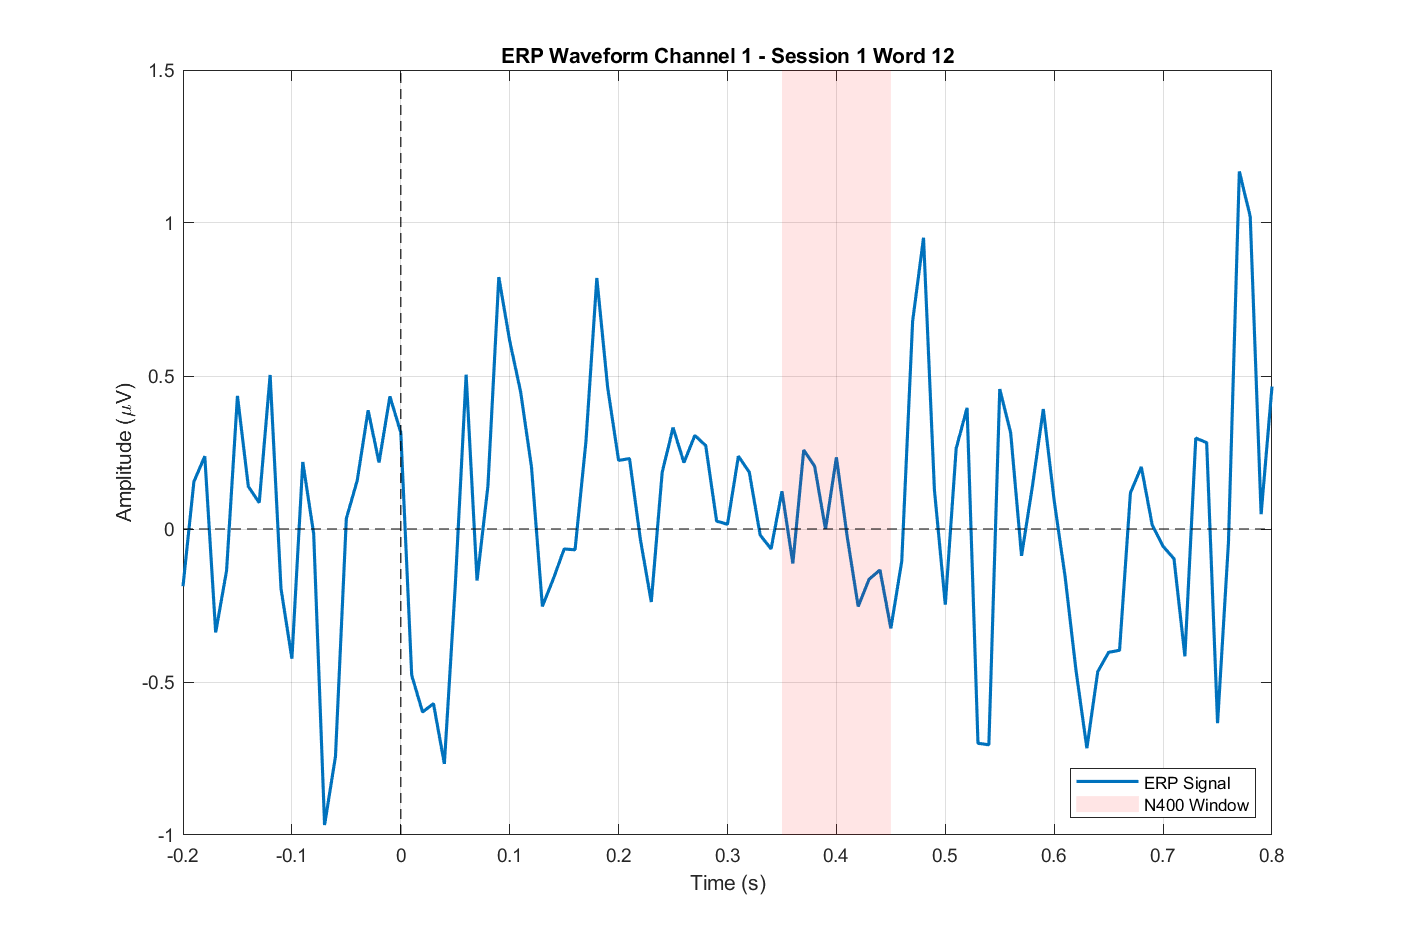 ERP Waveform Channel 1 - Session 1 Word 12
1.5
1
0.5
0
-0.5
-1
Amplitude (μV)
-0.2 -0.1 0 0.1 0.2 0.3 0.4 0.5 0.6 0.7 0.8
Time (s)
ERP Signal
N400 Window